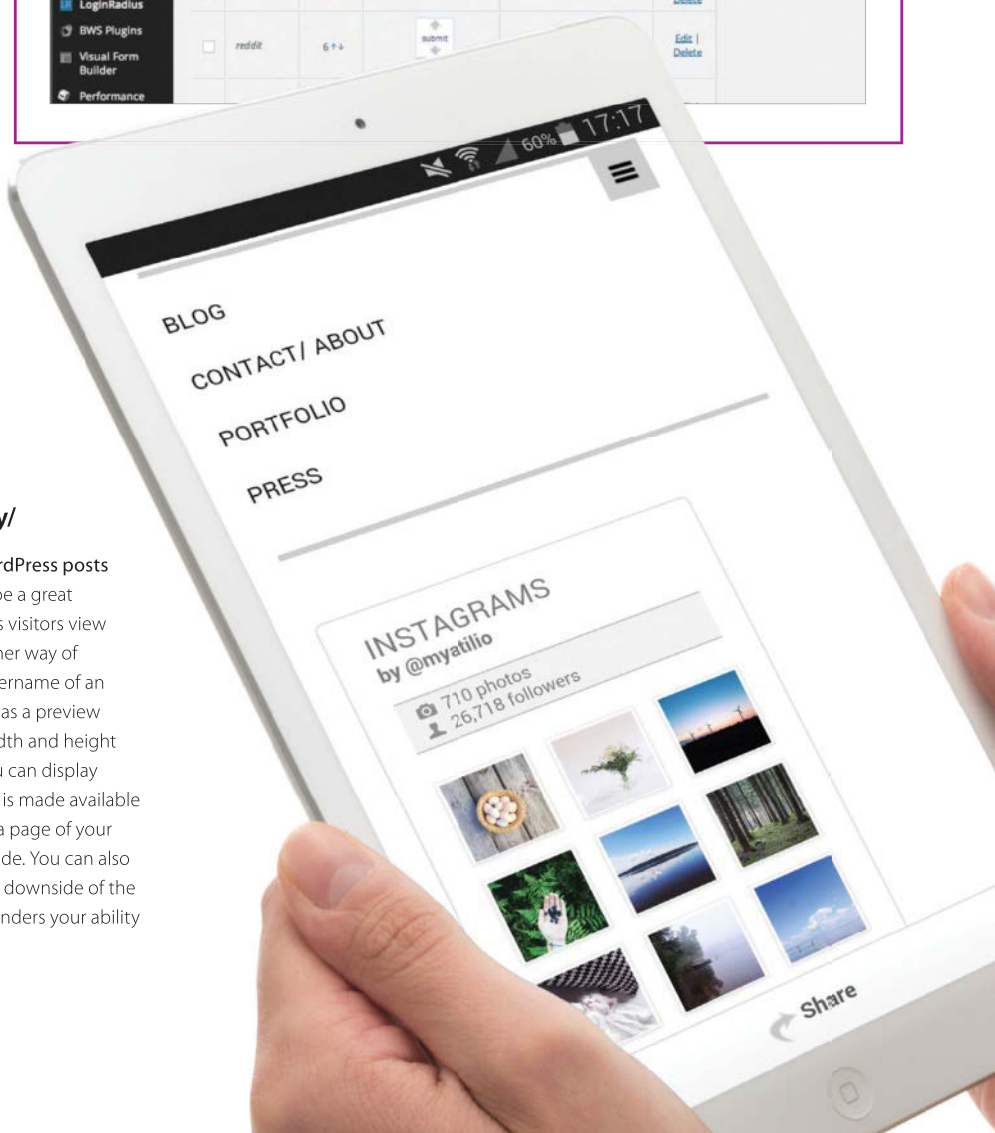 LoginRadius
Delete
BWS Plugins
Visual Form
Builder
Performance
reddit
6↑↓
submit
Edit |
Delete
60% 17:17
BLOG
CONTACT/ ABOUT
PORTFOLIO
PRESS
INSTAGRAMS
by @myatilio
710 photos
26,718 followers
Share
y/
rdPress posts
be a great
s visitors view
her way of
ername of an
as a preview
dth and height
u can display
is made available
a page of your
de. You can also
downside of the
nders your ability